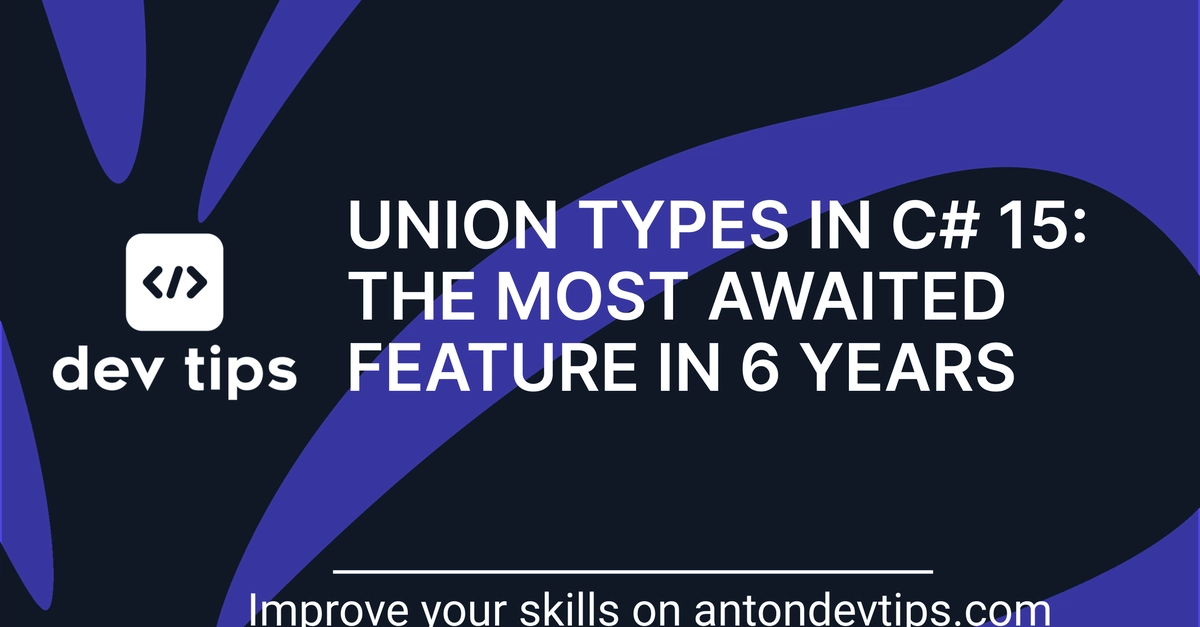 </>
dev tips
UNION TYPES IN C# 15:
THE MOST AWAITED
FEATURE IN 6 YEARS
Improve your skills on antondevtips.com